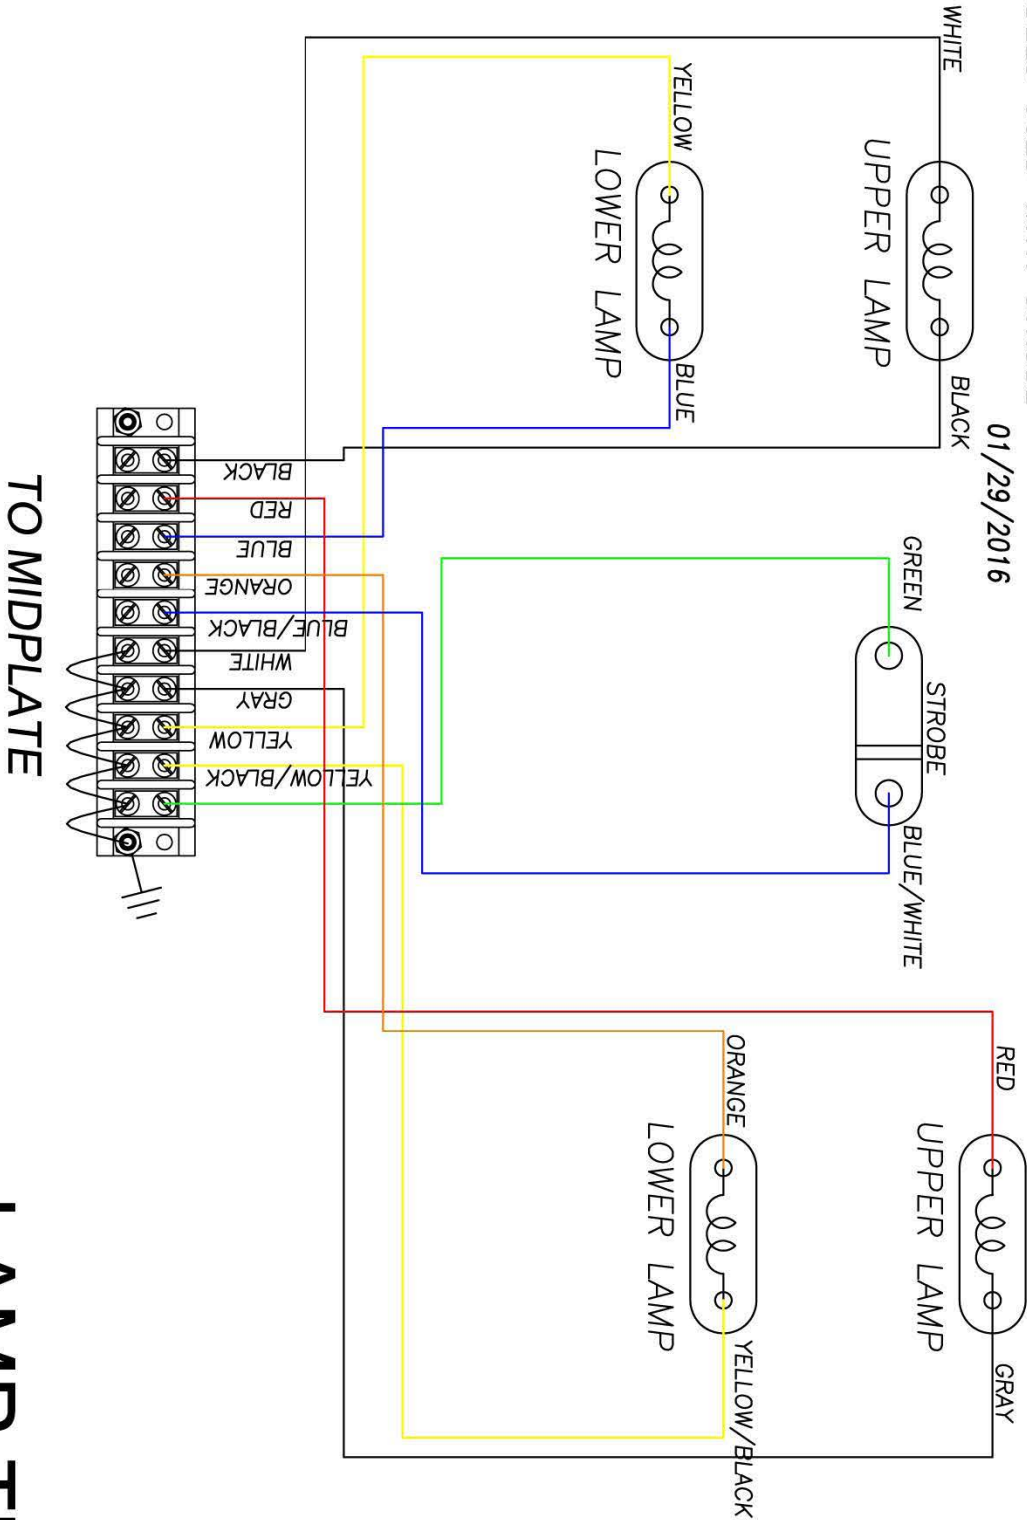 01/29/2016
WHITE
UPPER LAMP
BLACK
YELLOW
LOWER LAMP
BLUE
GREEN
STROBE
BLUE/WHITE
RED
UPPER LAMP
GRAY
ORANGE
LOWER LAMP
YELLOW/BLACK
BLACK
RED
BLUE
ORANGE
BLUE/BLACK
WHITE
GRAY
YELLOW
YELLOW/BLACK
TO MIDPLATE
LAMP